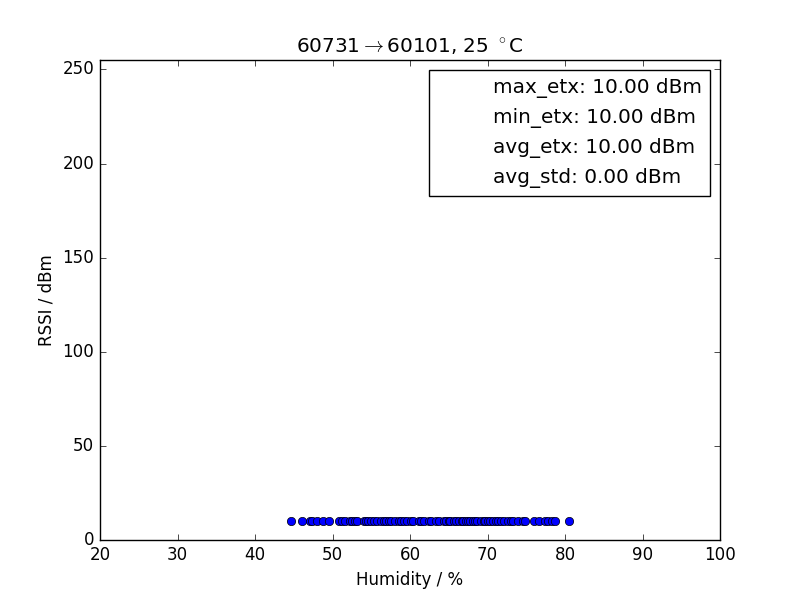 60731→60101, 25 °C
250
200
150
100
50
0
RSSI / dBm
max_etx: 10.00 dBm
min_etx: 10.00 dBm
avg_etx: 10.00 dBm
avg_std: 0.00 dBm
20 30 40 50 60 70 80 90 100
Humidity / %